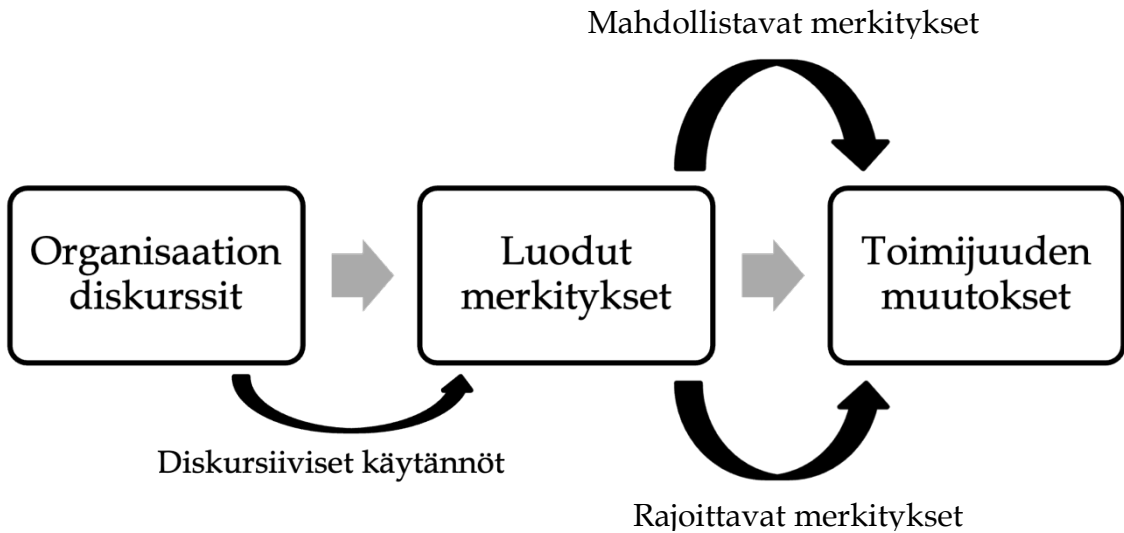 Mahdollistavat merkitykset
Organisaation
diskurssit
Luodut
merkitykset
Toimijuuden
muutokset
Diskursiiviset käytännöt
Rajoittavat merkitykset